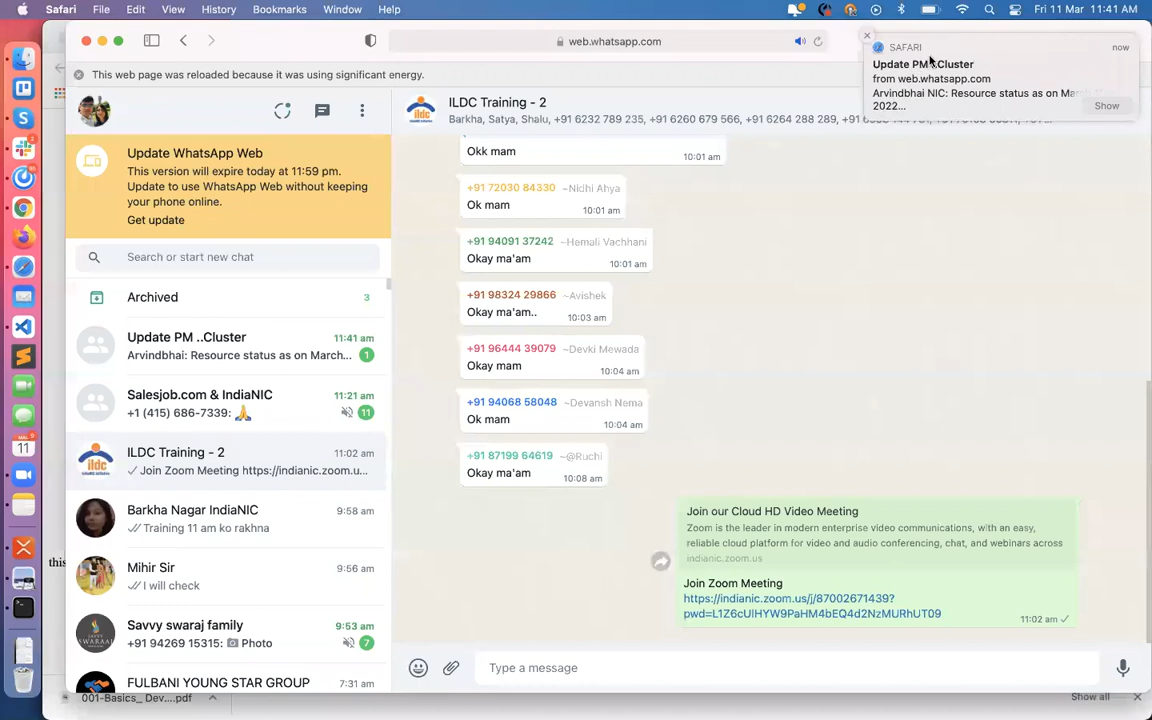 Safari File Edit View History Bookmarks Window Help Fri 11 Mar 11:41 AM
web.whatsapp.com
This web page was reloaded because it was using significant energy.
SAFARI now
Update PM ..Cluster
from web.whatsapp.com
Arvindbhai NIC: Resource status as on
2022... Show
ILDC Training - 2
Barkha, Satya, Shalu, +91 6232 789 235, +91 6260 679 566, +91 6264 288 289,
Update WhatsApp Web
This version will expire today at 11:59 pm.
Update to use WhatsApp Web without keeping
your phone online.
Get update
Search or start new chat
Archived 3
Update PM ..Cluster 11:41 am
Arvindbhai: Resource status as on March... 1
Salesjob.com & IndiaNIC 11:21 am
+1 (415) 686-7339: 🙏 11
ILDC Training - 2 11:02 am
Join Zoom Meeting https://indianic.zoom.u...
Barkha Nagar IndiaNIC 9:58 am
Training 11 am ko rakhna
Mihir Sir 9:56 am
I will check
Savvy swaraj family 9:53 am
+91 94269 15315: Photo 7
FULBANI YOUNG STAR GROUP 7:31 am
Okk mam 10:01 am
+91 72030 84330 ~Nidhi Ahya
Ok mam 10:01 am
+91 94091 37242 ~Hemali Vachhani
Okay ma'am 10:01 am
+91 98324 29866 ~Avishek
Okay ma'am.. 10:03 am
+91 96444 39079 ~Devki Mewada
Okay mam 10:04 am
+91 94068 58048 ~Devansh Nema
Ok mam 10:04 am
+91 87199 64619 ~@Ruchi
Okay ma'am 10:08 am
Join our Cloud HD Video Meeting
Zoom is the leader in modern enterprise video communications, with an easy,
reliable cloud platform for video and audio conferencing, chat, and webinars across
indianic.zoom.us
Join Zoom Meeting
https://indianic.zoom.us/j/87002671439?
pwd=L1Z6cUlHYW9PaHM4bEQ4d2NzMURhUT09
11:02 am
Type a message
this
001-Basics_ Dev....pdf Show all